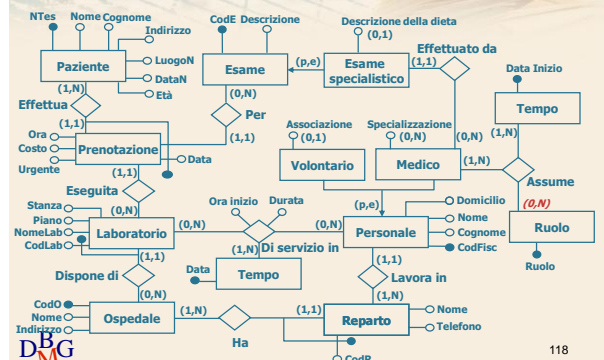 NTes Nome Cognome
Indirizzo
LuogoN
DataN
Età
Paziente
(1,N)
Effettua
(1,1)
Ora
Costo
Urgente
Prenotazione
Data
(1,1)
Eseguita
(0,N)
CodE Descrizione
Esame
(0,N)
Per
(1,1)
(p,e)
Descrizione della dieta
(0,1)
Esame
specialistico
(1,1)
Effettuato da
(0,N)
Data Inizio
Tempo
(1,N)
Associazione
(0,1)
Volontario
Specializzazione
(0,N)
Medico
(1,N)
Assume
(0,N)
Ruolo
Ruolo
(p,e)
Stanza
Piano
NomeLab
CodLab
Laboratorio
(0,N)
Ora inizio
Durata
Di servizio in
(1,N)
Data
Tempo
(0,N)
Personale
Domicilio
Nome
Cognome
CodFisc
(1,1)
Lavora in
(1,N)
(1,1)
Dispone di
(0,N)
CodO
Nome
Indirizzo
Ospedale
(1,N)
Ha
(1,1)
Reparto
Nome
Telefono
CodR
DBMG
118